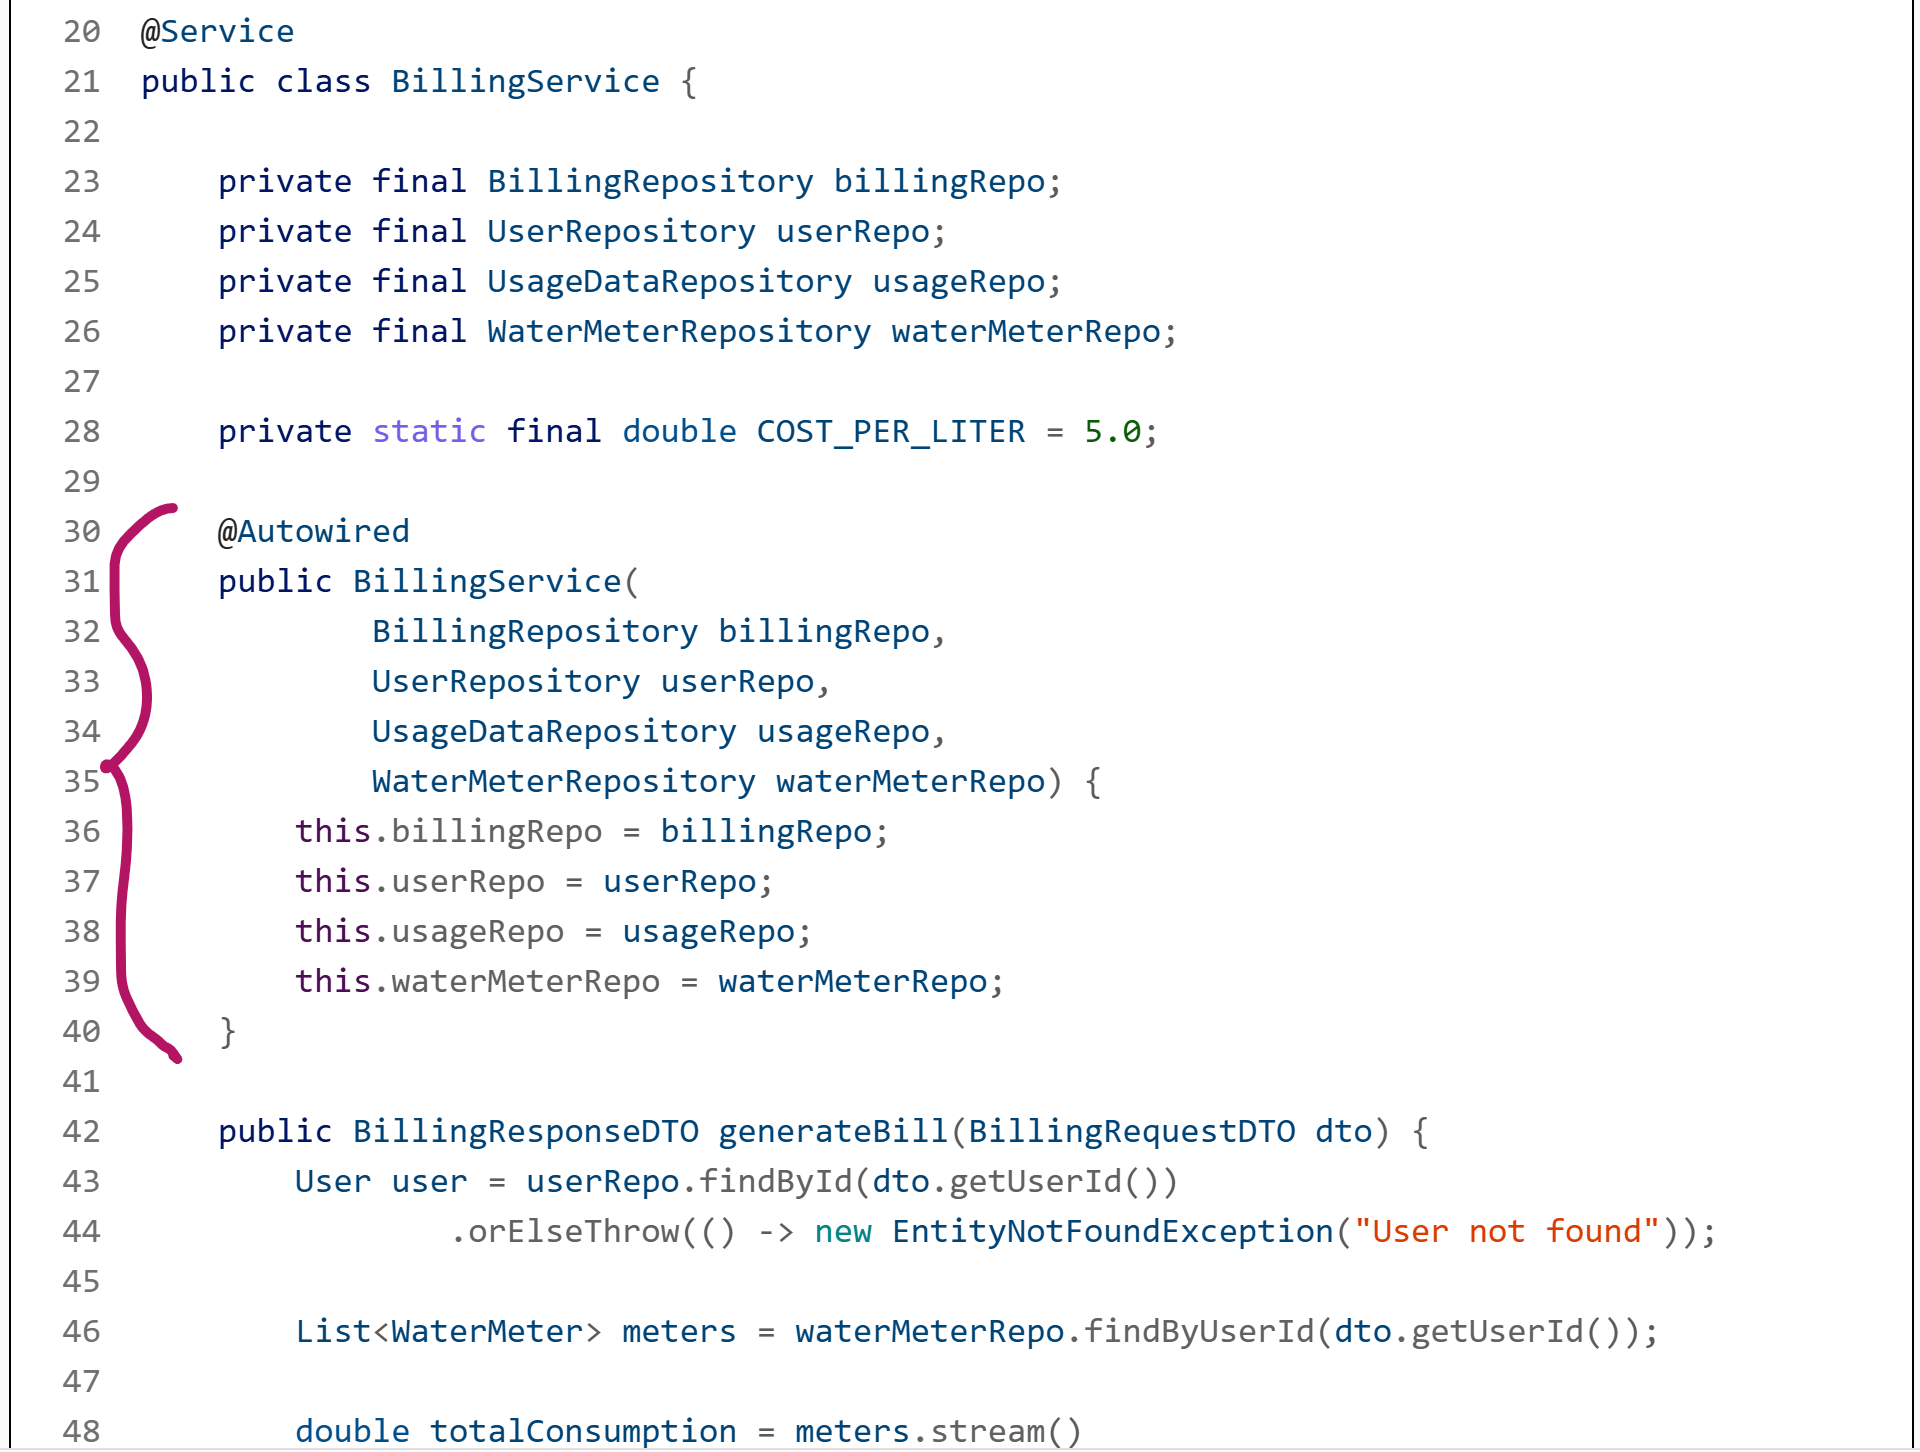 20 @Service
21 public class BillingService {
22
23     private final BillingRepository billingRepo;
24     private final UserRepository userRepo;
25     private final UsageDataRepository usageRepo;
26     private final WaterMeterRepository waterMeterRepo;
27
28     private static final double COST_PER_LITER = 5.0;
29
30     @Autowired
31     public BillingService(
32             BillingRepository billingRepo,
33             UserRepository userRepo,
34             UsageDataRepository usageRepo,
35             WaterMeterRepository waterMeterRepo) {
36         this.billingRepo = billingRepo;
37         this.userRepo = userRepo;
38         this.usageRepo = usageRepo;
39         this.waterMeterRepo = waterMeterRepo;
40     }
41
42     public BillingResponseDTO generateBill(BillingRequestDTO dto) {
43         User user = userRepo.findById(dto.getUserId())
44                 .orElseThrow(() -> new EntityNotFoundException("User not found"));
45
46         List<WaterMeter> meters = waterMeterRepo.findByUserId(dto.getUserId());
47
48         double totalConsumption = meters.stream()